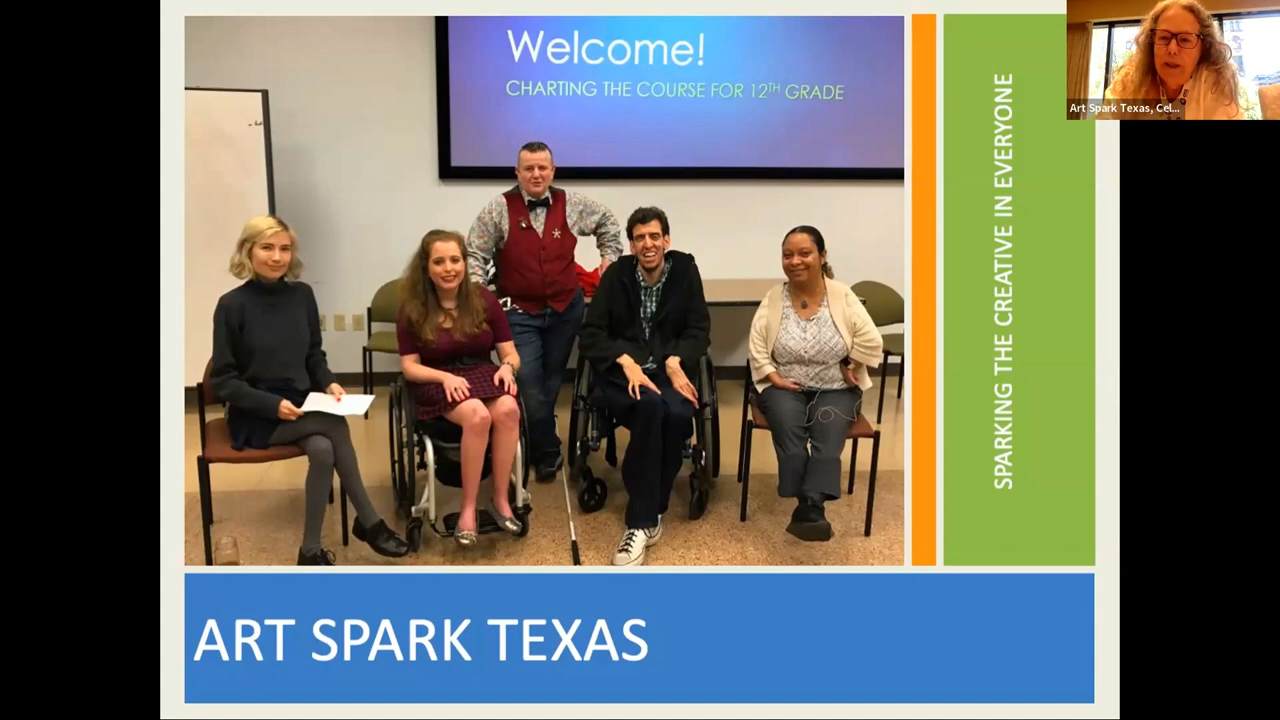 Welcome!
CHARTING THE COURSE FOR 12TH GRADE
SPARKING THE CREATIVE IN EVERYONE
Art Spark Texas, Cel...
ART SPARK TEXAS